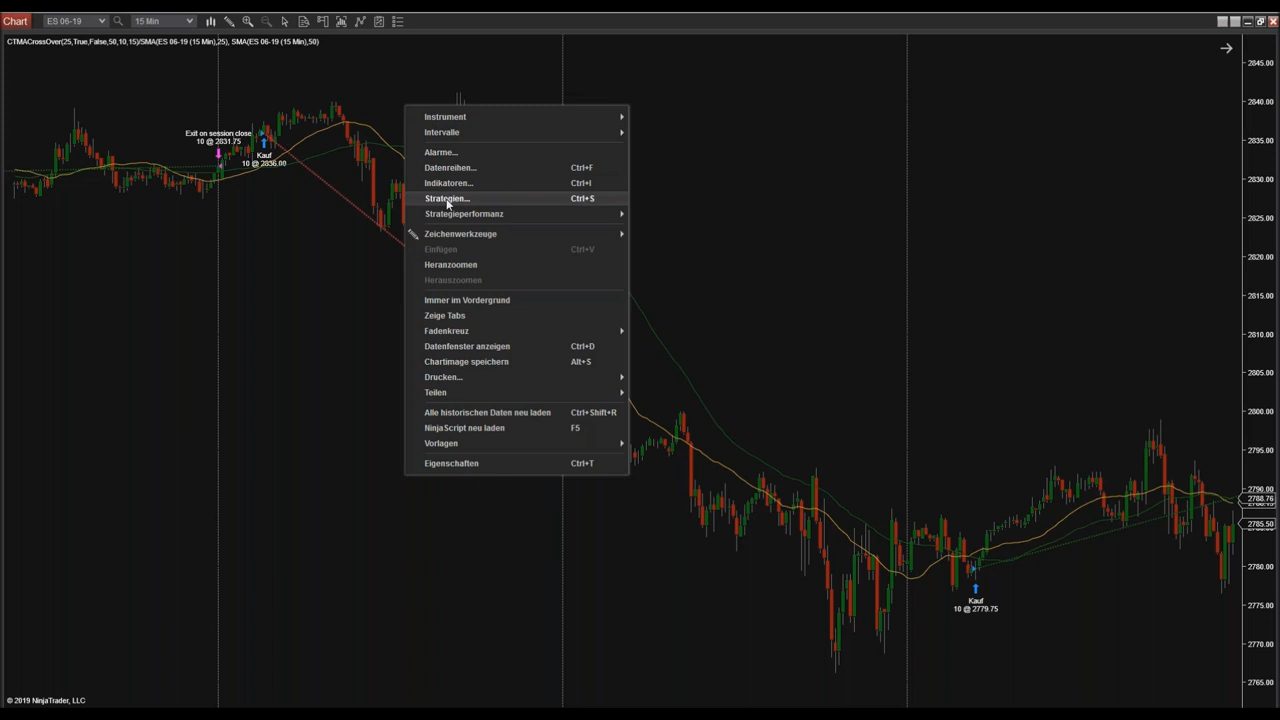 Chart ES 06-19 15 Min
CTMACrossOver(25,True,False,50,10,15)/SMA(ES 06-19 (15 Min),25), SMA(ES 06-19 (15 Min),50)
Exit on session close
10 @ 2831.75
Kauf
10 @ 2836.00
Instrument
Intervalle
Alarme...
Datenreihen... Ctrl+F
Indikatoren... Ctrl+I
Strategien... Ctrl+S
Strategieperformanz
Zeichenwerkzeuge
Einfügen Ctrl+V
Heranzoomen
Herauszoomen
Immer im Vordergrund
Zeige Tabs
Fadenkreuz
Datenfenster anzeigen Ctrl+D
Chartimage speichern Alt+S
Drucken...
Teilen
Alle historischen Daten neu laden Ctrl+Shift+R
NinjaScript neu laden F5
Vorlagen
Eigenschaften Ctrl+T
Kauf
10 @ 2779.75
2845.00
2840.00
2835.00
2830.00
2825.00
2820.00
2815.00
2810.00
2805.00
2800.00
2795.00
2790.00
2788.76
2785.50
2780.00
2775.00
2770.00
2765.00
© 2019 NinjaTrader, LLC